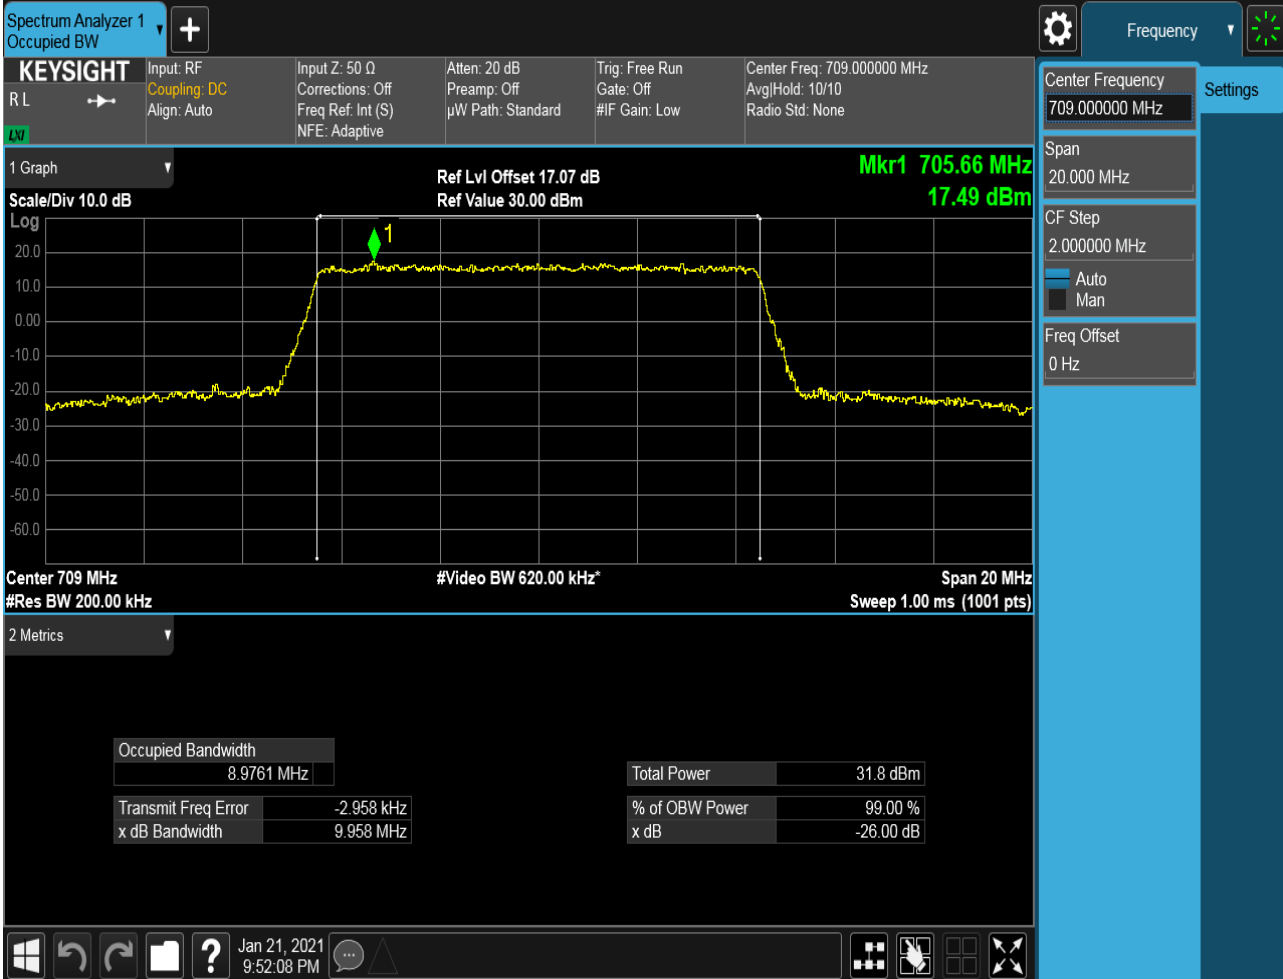 Spectrum Analyzer 1
Occupied BW
+
Frequency
KEYSIGHT
R L
LXI
Input: RF
Coupling: DC
Align: Auto
Input Z: 50 Ω
Corrections: Off
Freq Ref: Int (S)
NFE: Adaptive
Atten: 20 dB
Preamp: Off
µW Path: Standard
Trig: Free Run
Gate: Off
#IF Gain: Low
Center Freq: 709.000000 MHz
Avg|Hold: 10/10
Radio Std: None
Center Frequency
709.000000 MHz
Settings
Span
20.000 MHz
CF Step
2.000000 MHz
Auto
Man
Freq Offset
0 Hz
1 Graph
Scale/Div 10.0 dB
Log
Ref Lvl Offset 17.07 dB
Ref Value 30.00 dBm
Mkr1 705.66 MHz
17.49 dBm
1
20.0
10.0
0.00
-10.0
-20.0
-30.0
-40.0
-50.0
-60.0
Center 709 MHz
#Res BW 200.00 kHz
#Video BW 620.00 kHz*
Span 20 MHz
Sweep 1.00 ms (1001 pts)
2 Metrics
Occupied Bandwidth
8.9761 MHz
Transmit Freq Error -2.958 kHz
x dB Bandwidth 9.958 MHz
Total Power 31.8 dBm
% of OBW Power 99.00 %
x dB -26.00 dB
?
Jan 21, 2021
9:52:08 PM